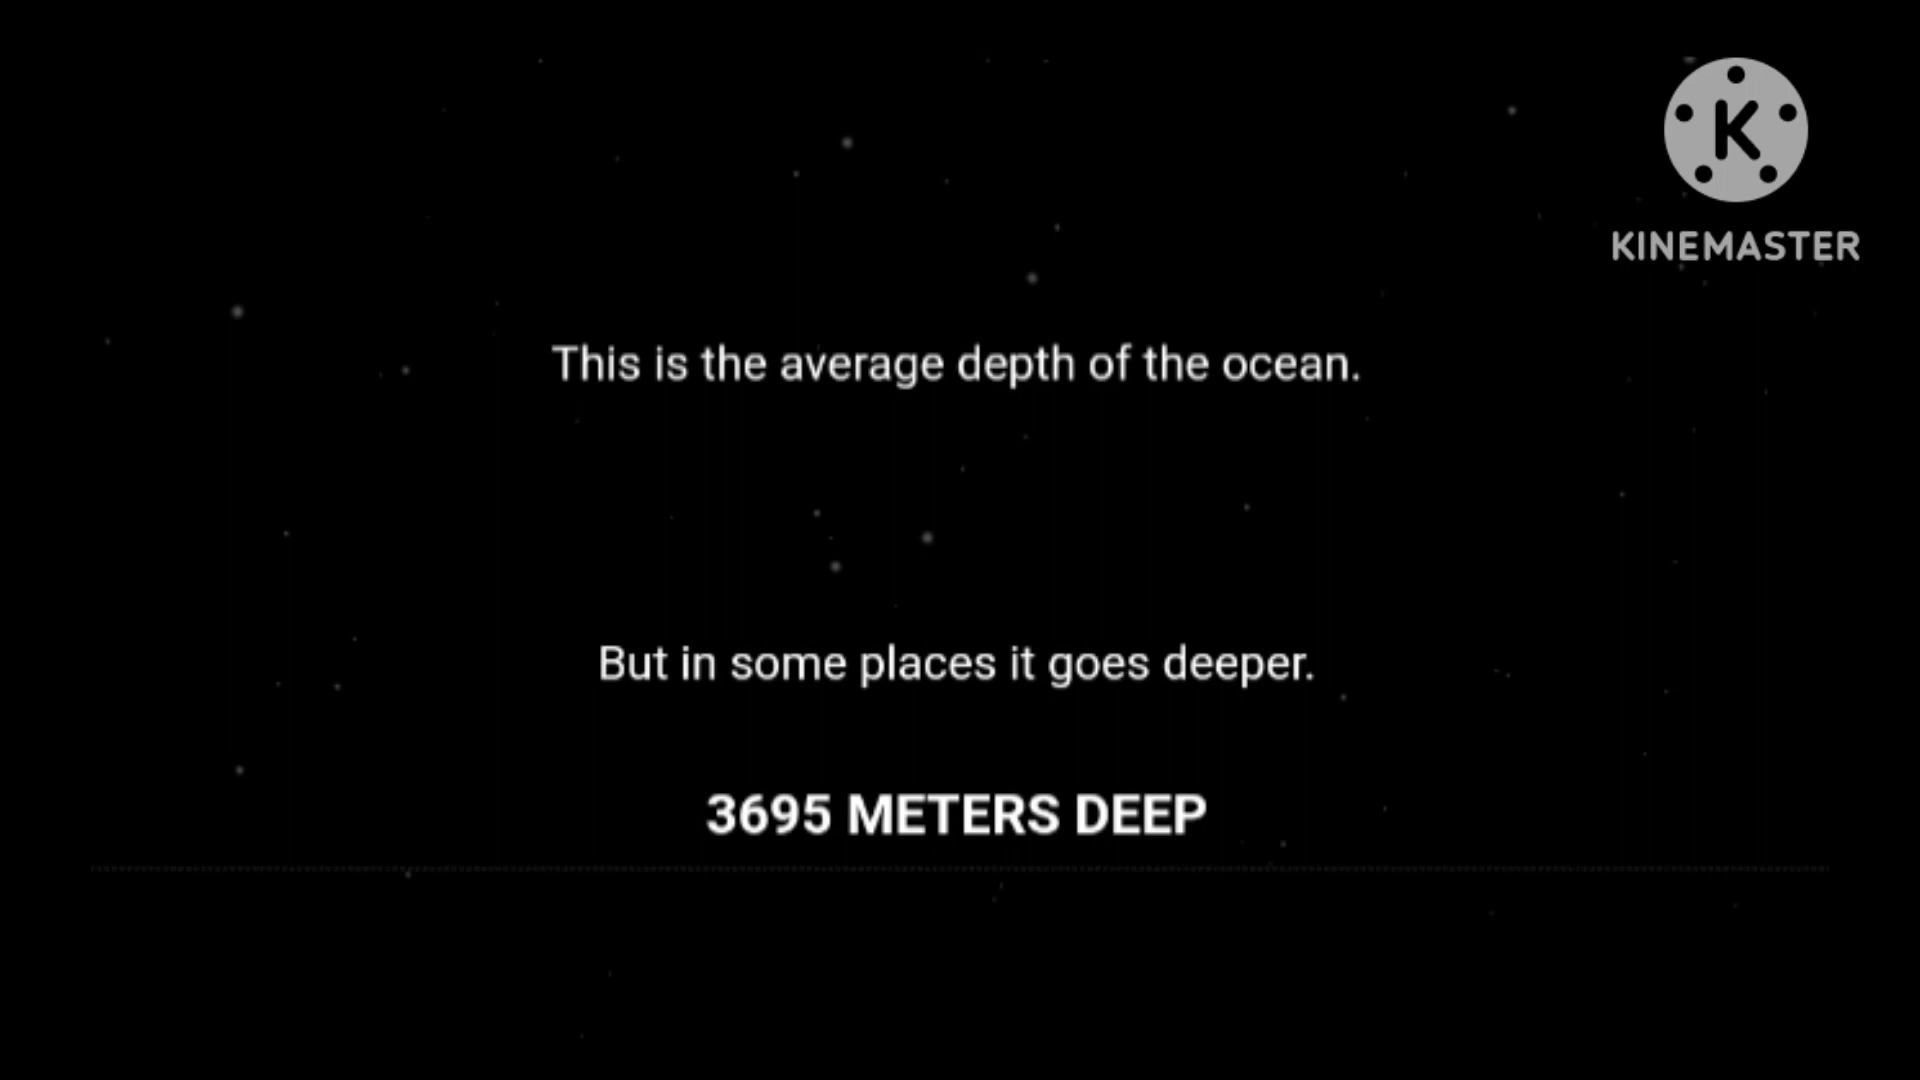 K
KINEMASTER
This is the average depth of the ocean.
But in some places it goes deeper.
3695 METERS DEEP